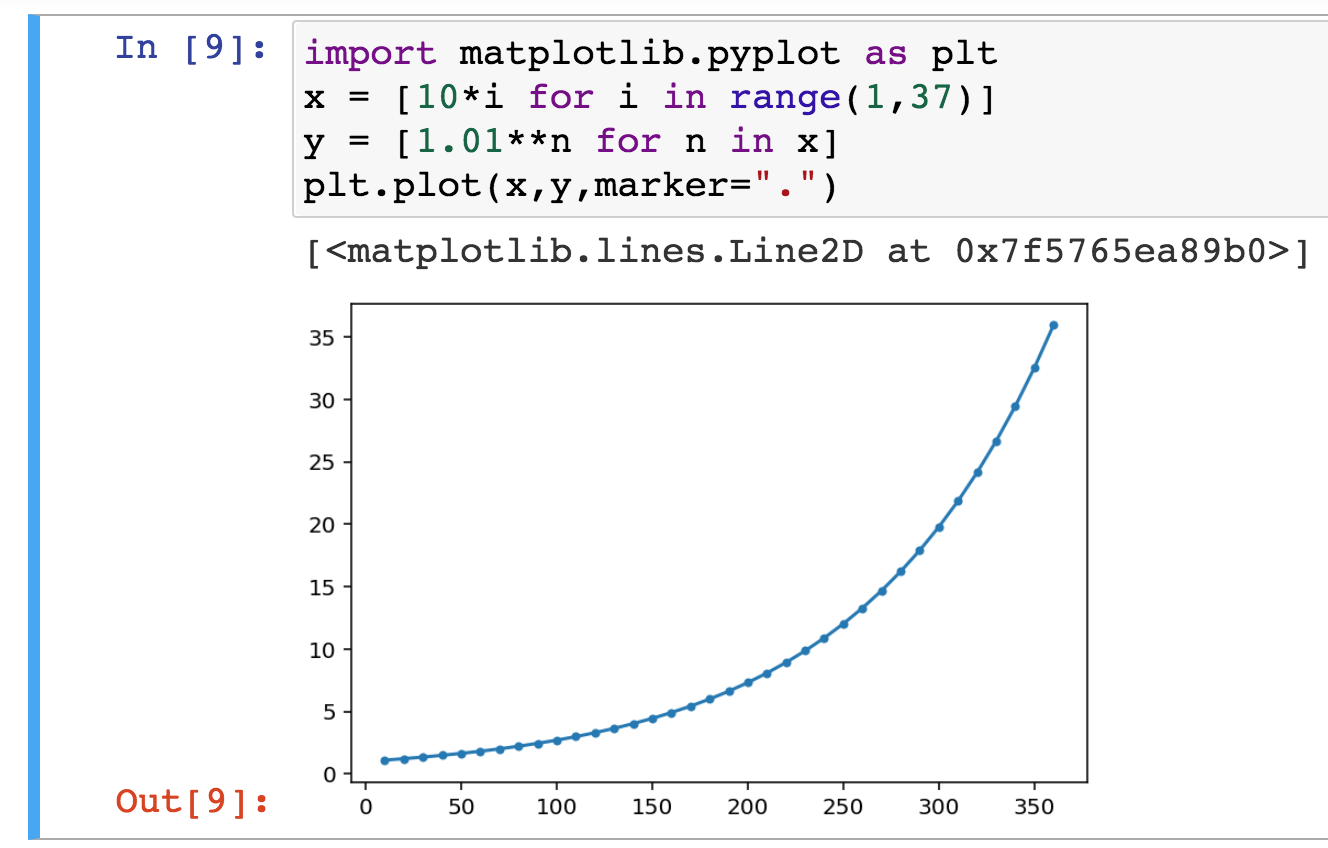 In [9]:
import matplotlib.pyplot as plt
x = [10*i for i in range(1,37)]
y = [1.01**n for n in x]
plt.plot(x,y,marker=".")
[<matplotlib.lines.Line2D at 0x7f5765ea89b0>]
35
30
25
20
15
10
5
0
0 50 100 150 200 250 300 350
Out[9]: